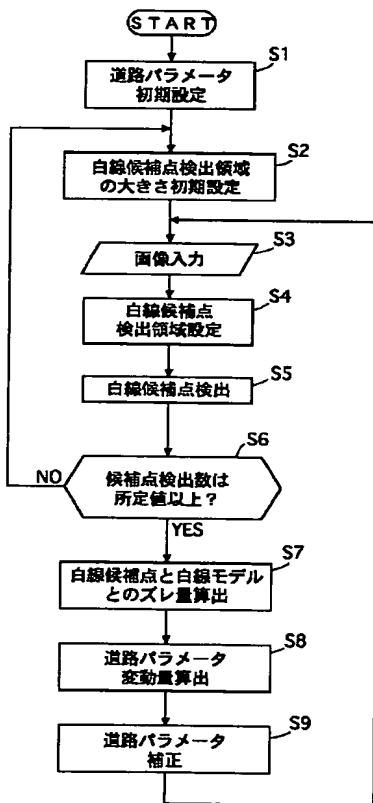 START
S1
道路パラメータ
初期設定
S2
白線候補点検出領域
の大きさ初期設定
S3
画像入力
S4
白線候補点
検出領域設定
S5
白線候補点検出
S6
候補点検出数は
所定値以上？
NO
YES
S7
白線候補点と白線モデル
とのズレ量算出
S8
道路パラメータ
変動量算出
S9
道路パラメータ
補正